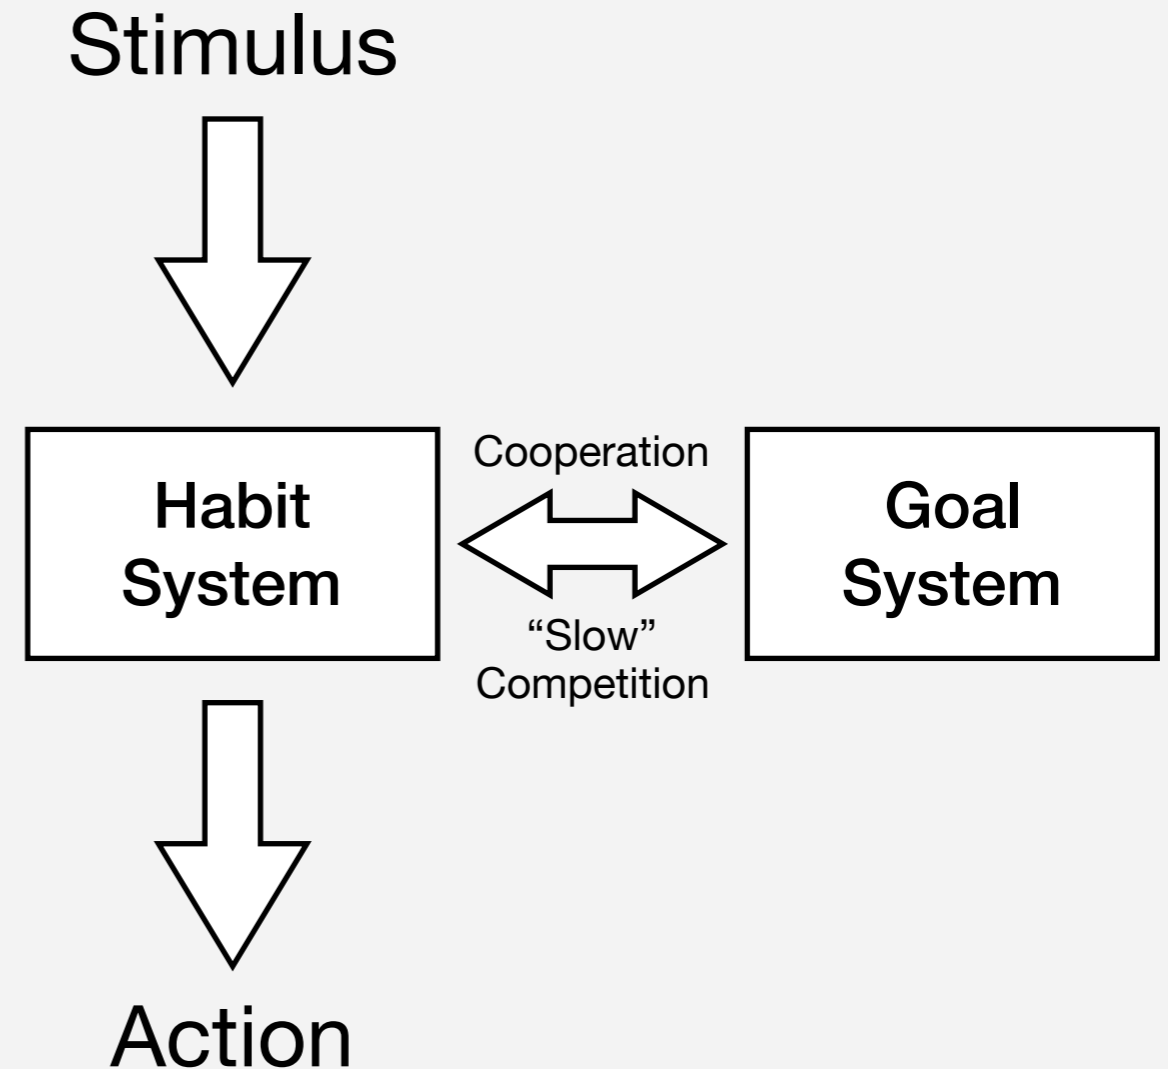 Stimulus
Habit
System
Cooperation
“Slow”
Competition
Goal
System
Action